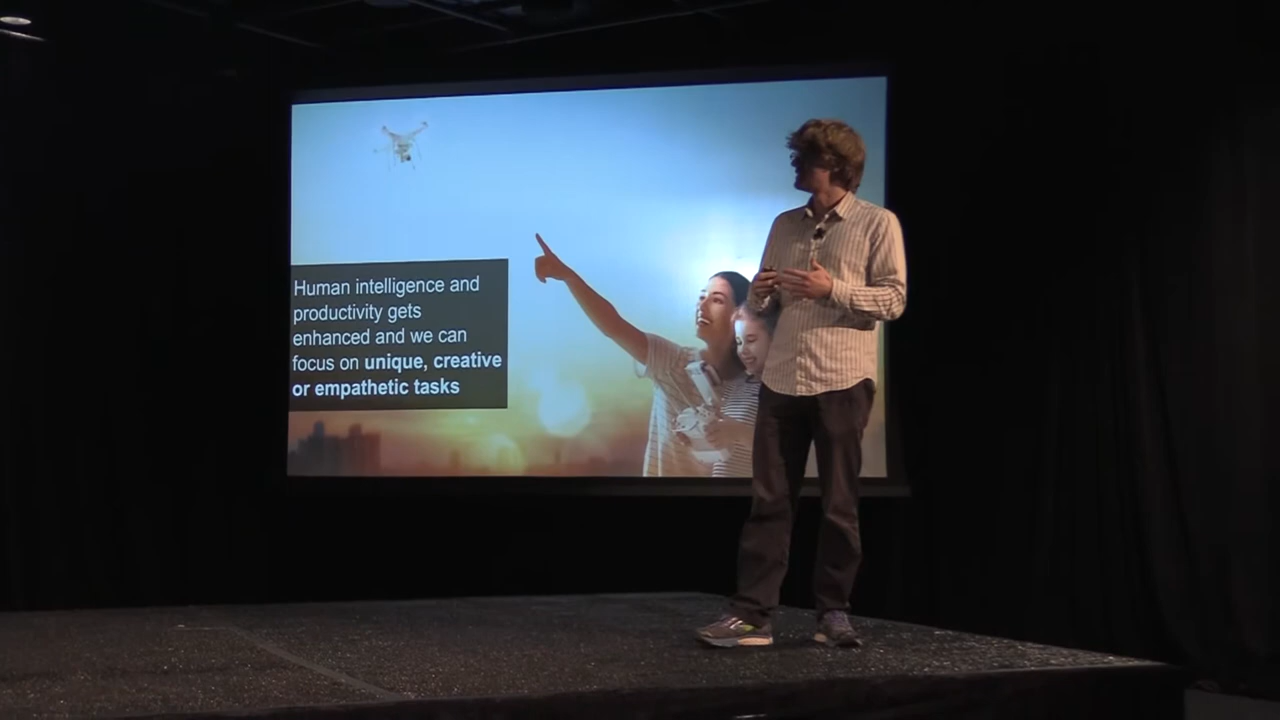 Human intelligence and
productivity gets
enhanced and we can
focus on unique, creative
or empathetic tasks